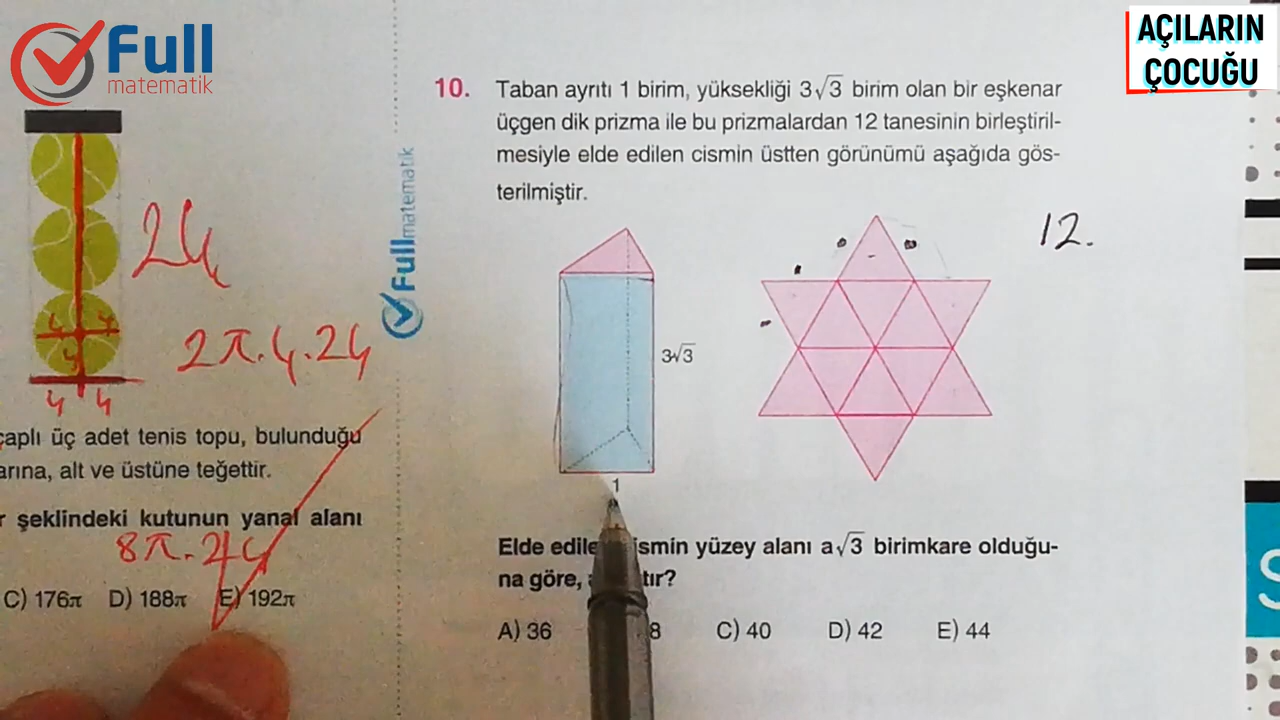 Full
matematik
AÇILARIN
ÇOCUĞU
24
4 4
4
4 4
2π.4.24
çaplı üç adet tenis topu, bulunduğu
arına, alt ve üstüne teğettir.
r şeklindeki kutunun yanal alanı
8π.24
C) 176π D) 188π E) 192π
Fullmatematik
10. Taban ayrıtı 1 birim, yüksekliği 3√3 birim olan bir eşkenar
üçgen dik prizma ile bu prizmalardan 12 tanesinin birleştiril-
mesiyle elde edilen cismin üstten görünümü aşağıda gös-
terilmiştir.
12.
3√3
1
Elde edile ismin yüzey alanı a√3 birimkare olduğu-
na göre, a tır?
A) 36 8 C) 40 D) 42 E) 44